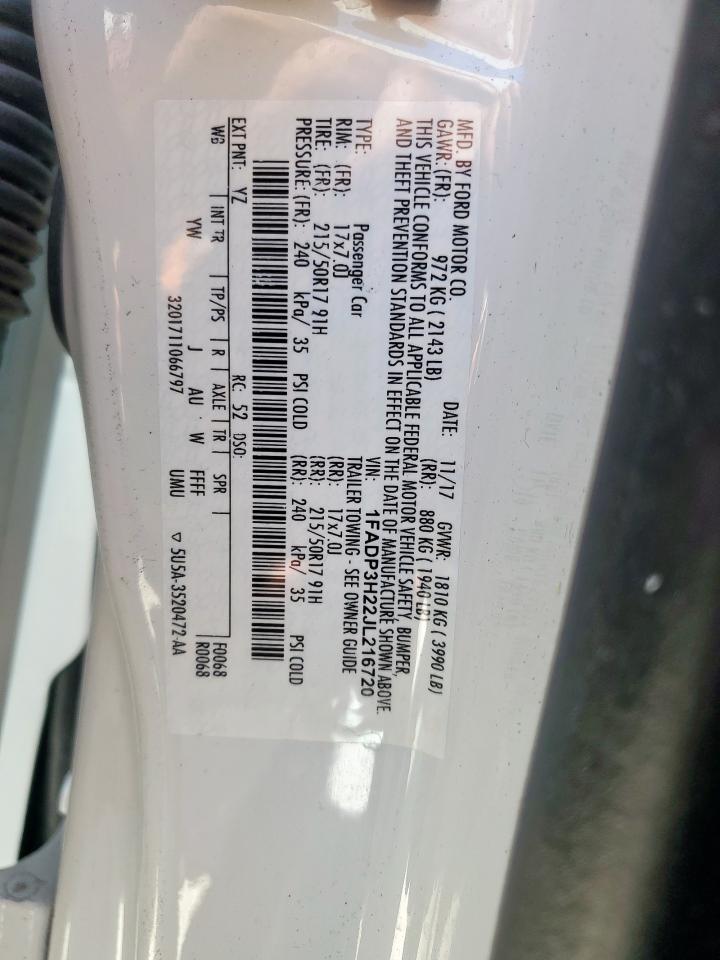 MFD. BY FORD MOTOR CO.
DATE: 11/17 GVWR: 1810 KG ( 3990 LB)
GAWR: (FR): 972 KG ( 2143 LB) (RR): 880 KG ( 1940 LB)
THIS VEHICLE CONFORMS TO ALL APPLICABLE FEDERAL MOTOR VEHICLE SAFETY, BUMPER,
AND THEFT PREVENTION STANDARDS IN EFFECT ON THE DATE OF MANUFACTURE SHOWN ABOVE.
VIN: 1FADP3H22JL216720
TYPE: Passenger Car TRAILER TOWING - SEE OWNER GUIDE
RIM: (FR): 17x7.0J (RR): 17x7.0J
TIRE: (FR): 215/50R17 91H (RR): 215/50R17 91H
PRESSURE: (FR): 240 kPa/ 35 PSI COLD (RR): 240 kPa/ 35 PSI COLD
EXT PNT: YZ RC: 52 DSO: F0068
WB INT TR TP/PS R AXLE TR SPR R0068
YW J AU W FFFF UMU
3201711066797 ▽ 5U5A-3520472-AA